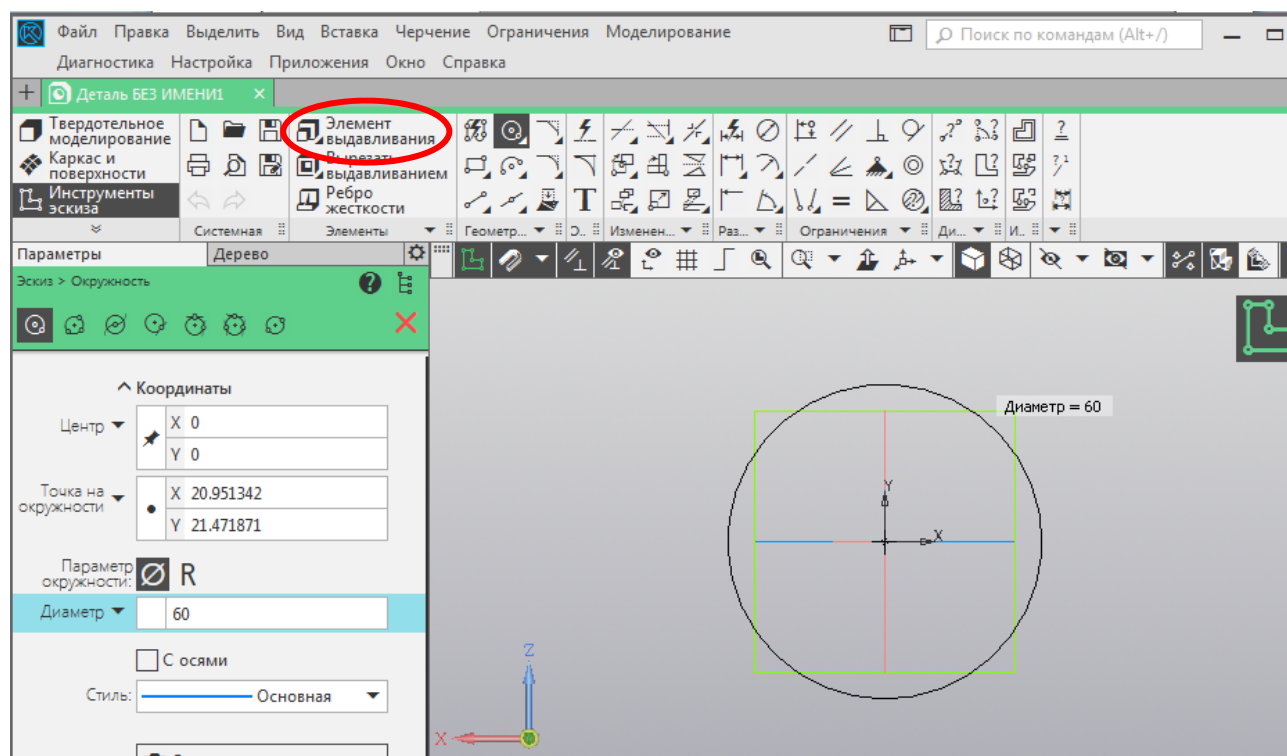 Файл Правка Выделить Вид Вставка Черчение Ограничения Моделирование
Поиск по командам (Alt+/)
Диагностика Настройка Приложения Окно Справка
Деталь БЕЗ ИМЕНИ1
Твердотельное
моделирование
Каркас и
поверхности
Инструменты
эскиза
Элемент
выдавливания
Вырезать
выдавливанием
Ребро
жесткости
Системная
Элементы
Геометр...
Изменен...
Раз...
Ограничения
Ди...
И..
Параметры
Дерево
Эскиз > Окружность
Координаты
Центр
X 0
Y 0
Точка на
окружности
X 20.951342
Y 21.471871
Параметр
окружности:
R
Диаметр
60
С осями
Стиль:
Основная
Диаметр = 60
Y
X
Z
X